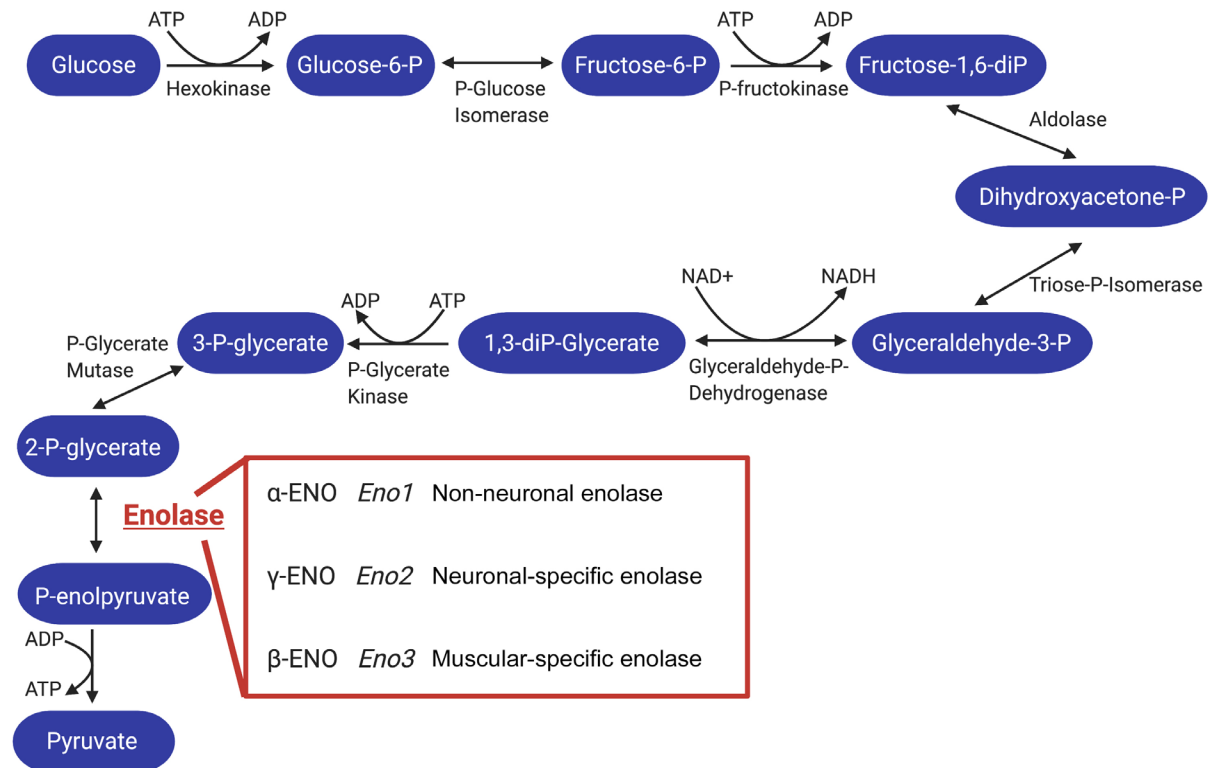 ATP ADP ATP ADP
Glucose Glucose-6-P Fructose-6-P Fructose-1,6-diP
Hexokinase P-Glucose P-fructokinase
Isomerase
Aldolase
Dihydroxyacetone-P
NAD+ NADH
Triose-P-Isomerase
ADP ATP
P-Glycerate 3-P-glycerate 1,3-diP-Glycerate Glyceraldehyde-3-P
Mutase
P-Glycerate Glyceraldehyde-P-
Kinase Dehydrogenase
2-P-glycerate
α-ENO Eno1 Non-neuronal enolase
Enolase
γ-ENO Eno2 Neuronal-specific enolase
P-enolpyruvate
ADP
β-ENO Eno3 Muscular-specific enolase
ATP
Pyruvate